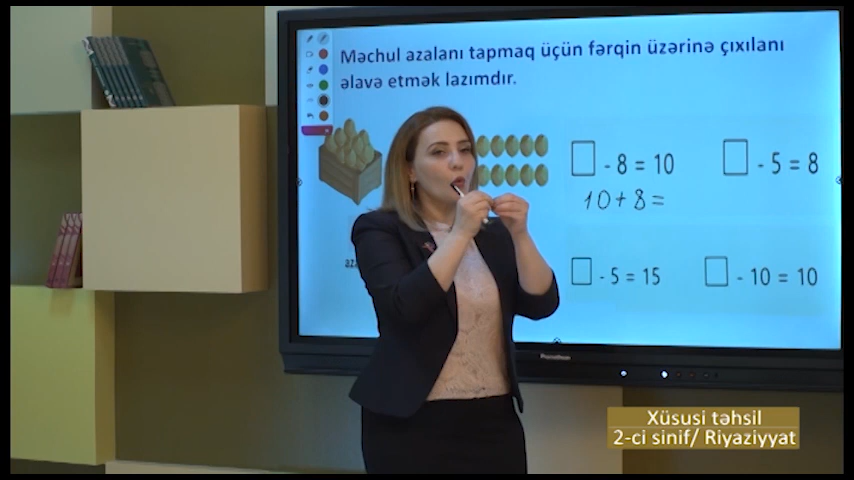 Məchul azalanı tapmaq üçün fərqin üzərinə çıxılanı
əlavə etmək lazımdır.
□ - 8 = 10
□ - 5 = 8
10 + 8 =
□ - 5 = 15
□ - 10 = 10
Promethean
Xüsusi təhsil
2-ci sinif/ Riyaziyyat